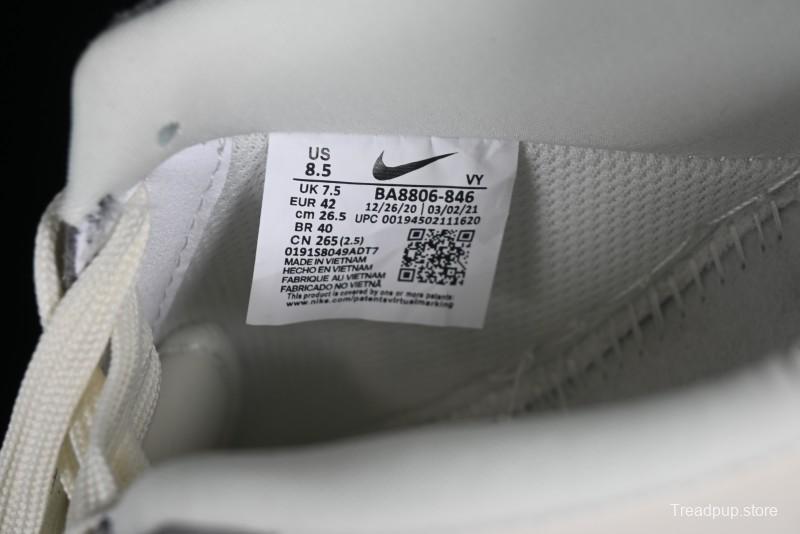 US
8.5
VY
UK 7.5
BA8806-846
EUR 42
12/26/20 | 03/02/21
cm 26.5
UPC 00194502111620
BR 40
CN 265(2.5)
0191S8049ADT7
MADE IN VIETNAM
HECHO EN VIETNAM
FABRIQUE AU VIETNAM
FABRICADO NO VIETNÃ
This product is covered by one or more patents:
www.nike.com/patentsvirtualmarking
Treadpup.store